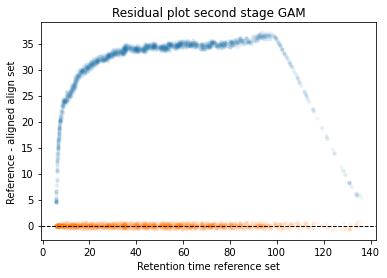 Residual plot second stage GAM
Reference - aligned align set
35
30
25
20
15
10
5
0
0 20 40 60 80 100 120 140
Retention time reference set